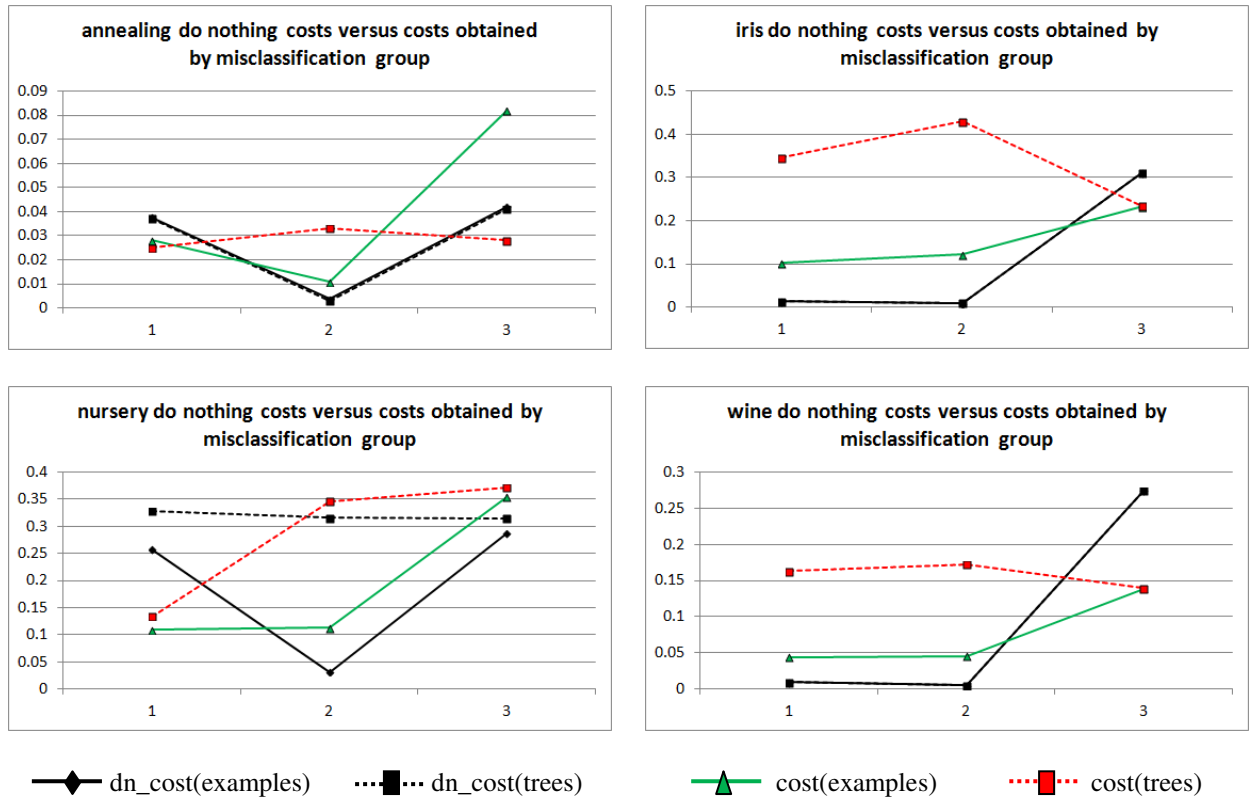 annealing do nothing costs versus costs obtained
by misclassification group
0.09
0.08
0.07
0.06
0.05
0.04
0.03
0.02
0.01
0
1 2 3
iris do nothing costs versus costs obtained by
misclassification group
0.5
0.4
0.3
0.2
0.1
0
1 2 3
nursery do nothing costs versus costs obtained by
misclassification group
0.4
0.35
0.3
0.25
0.2
0.15
0.1
0.05
0
1 2 3
wine do nothing costs versus costs obtained by
misclassification group
0.3
0.25
0.2
0.15
0.1
0.05
0
1 2 3
dn_cost(examples) dn_cost(trees) cost(examples) cost(trees)